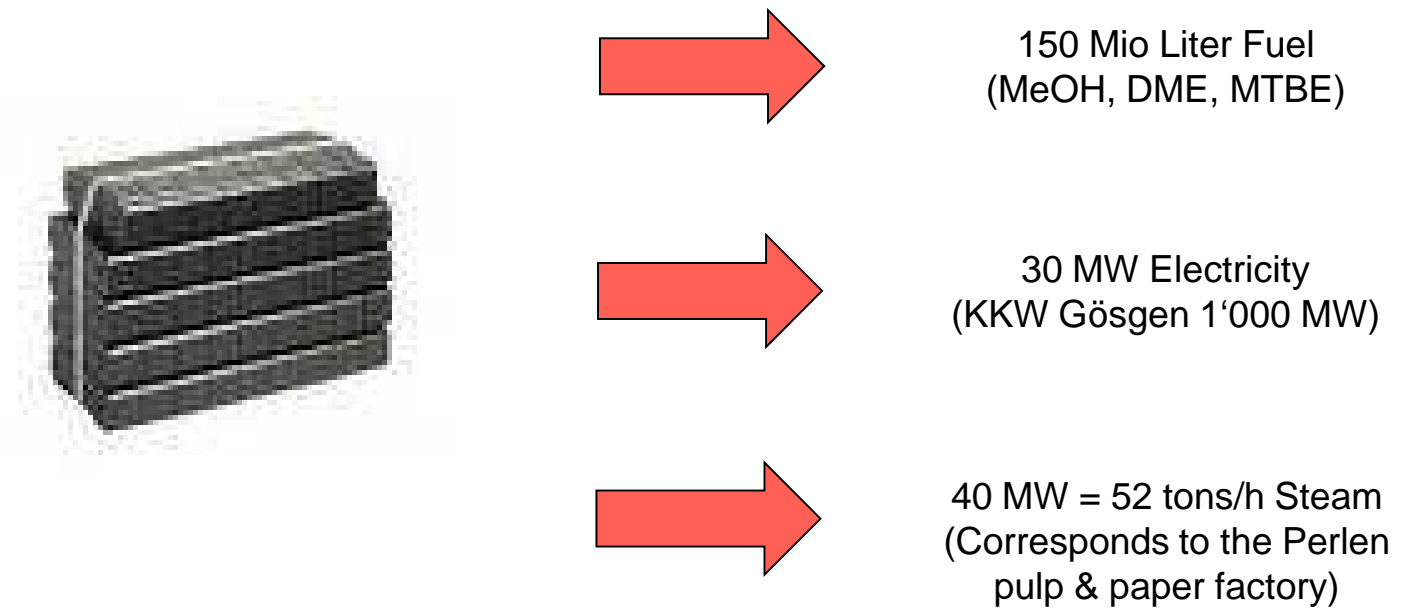 150 Mio Liter Fuel
(MeOH, DME, MTBE)
30 MW Electricity
(KKW Gösgen 1‘000 MW)
40 MW = 52 tons/h Steam
(Corresponds to the Perlen
pulp & paper factory)